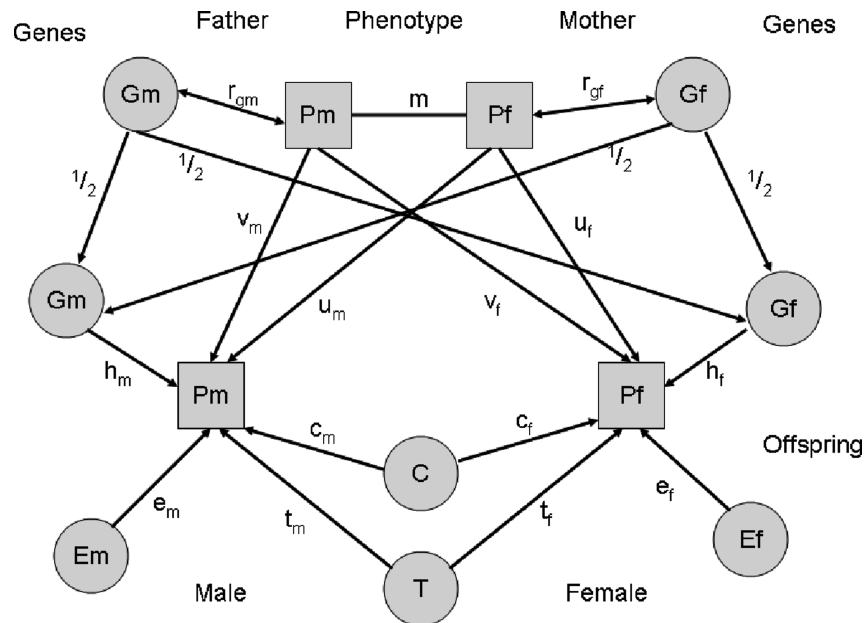 Genes Father Phenotype Mother Genes
Gm r_gm Pm m Pf r_gf Gf
1/2 1/2 1/2 1/2
v_m u_f
Gm u_m v_f Gf
h_m Pm Pf h_f
c_m C c_f Offspring
Em e_m t_m T t_f e_f Ef
Male Female